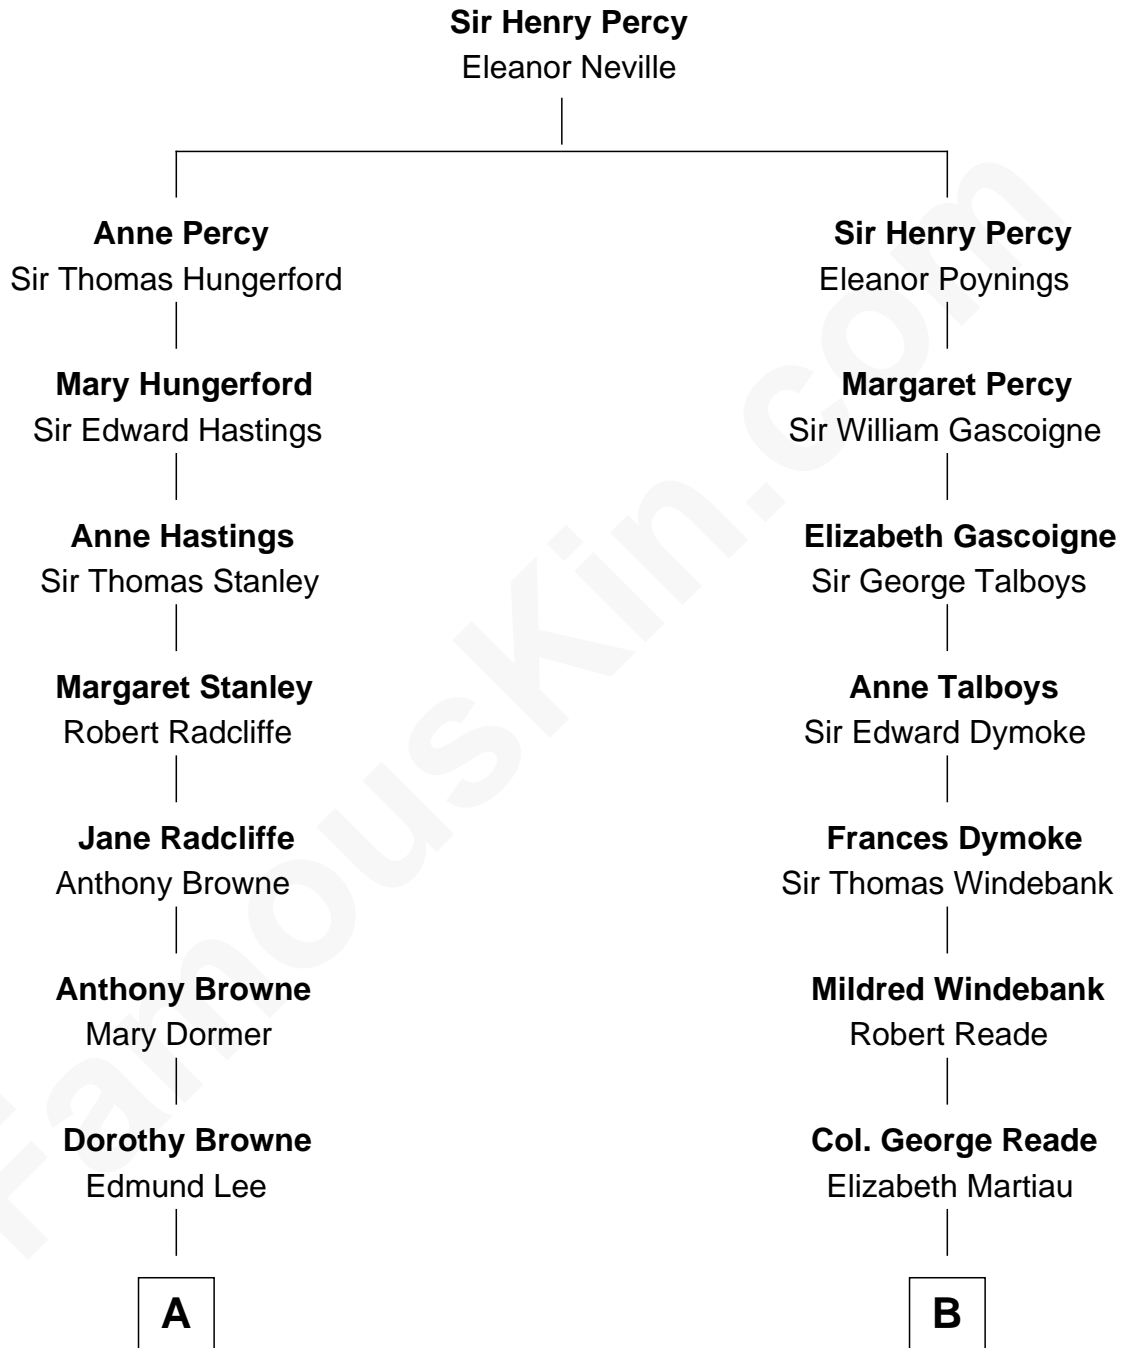 Sir Henry Percy
Eleanor Neville
Anne Percy
Sir Thomas Hungerford
Sir Henry Percy
Eleanor Poynings
Mary Hungerford
Sir Edward Hastings
Margaret Percy
Sir William Gascoigne
Anne Hastings
Sir Thomas Stanley
Elizabeth Gascoigne
Sir George Talboys
Margaret Stanley
Robert Radcliffe
Anne Talboys
Sir Edward Dymoke
Jane Radcliffe
Anthony Browne
Frances Dymoke
Sir Thomas Windebank
Anthony Browne
Mary Dormer
Mildred Windebank
Robert Reade
Dorothy Browne
Edmund Lee
Col. George Reade
Elizabeth Martiau
A
B
FamousKin.com